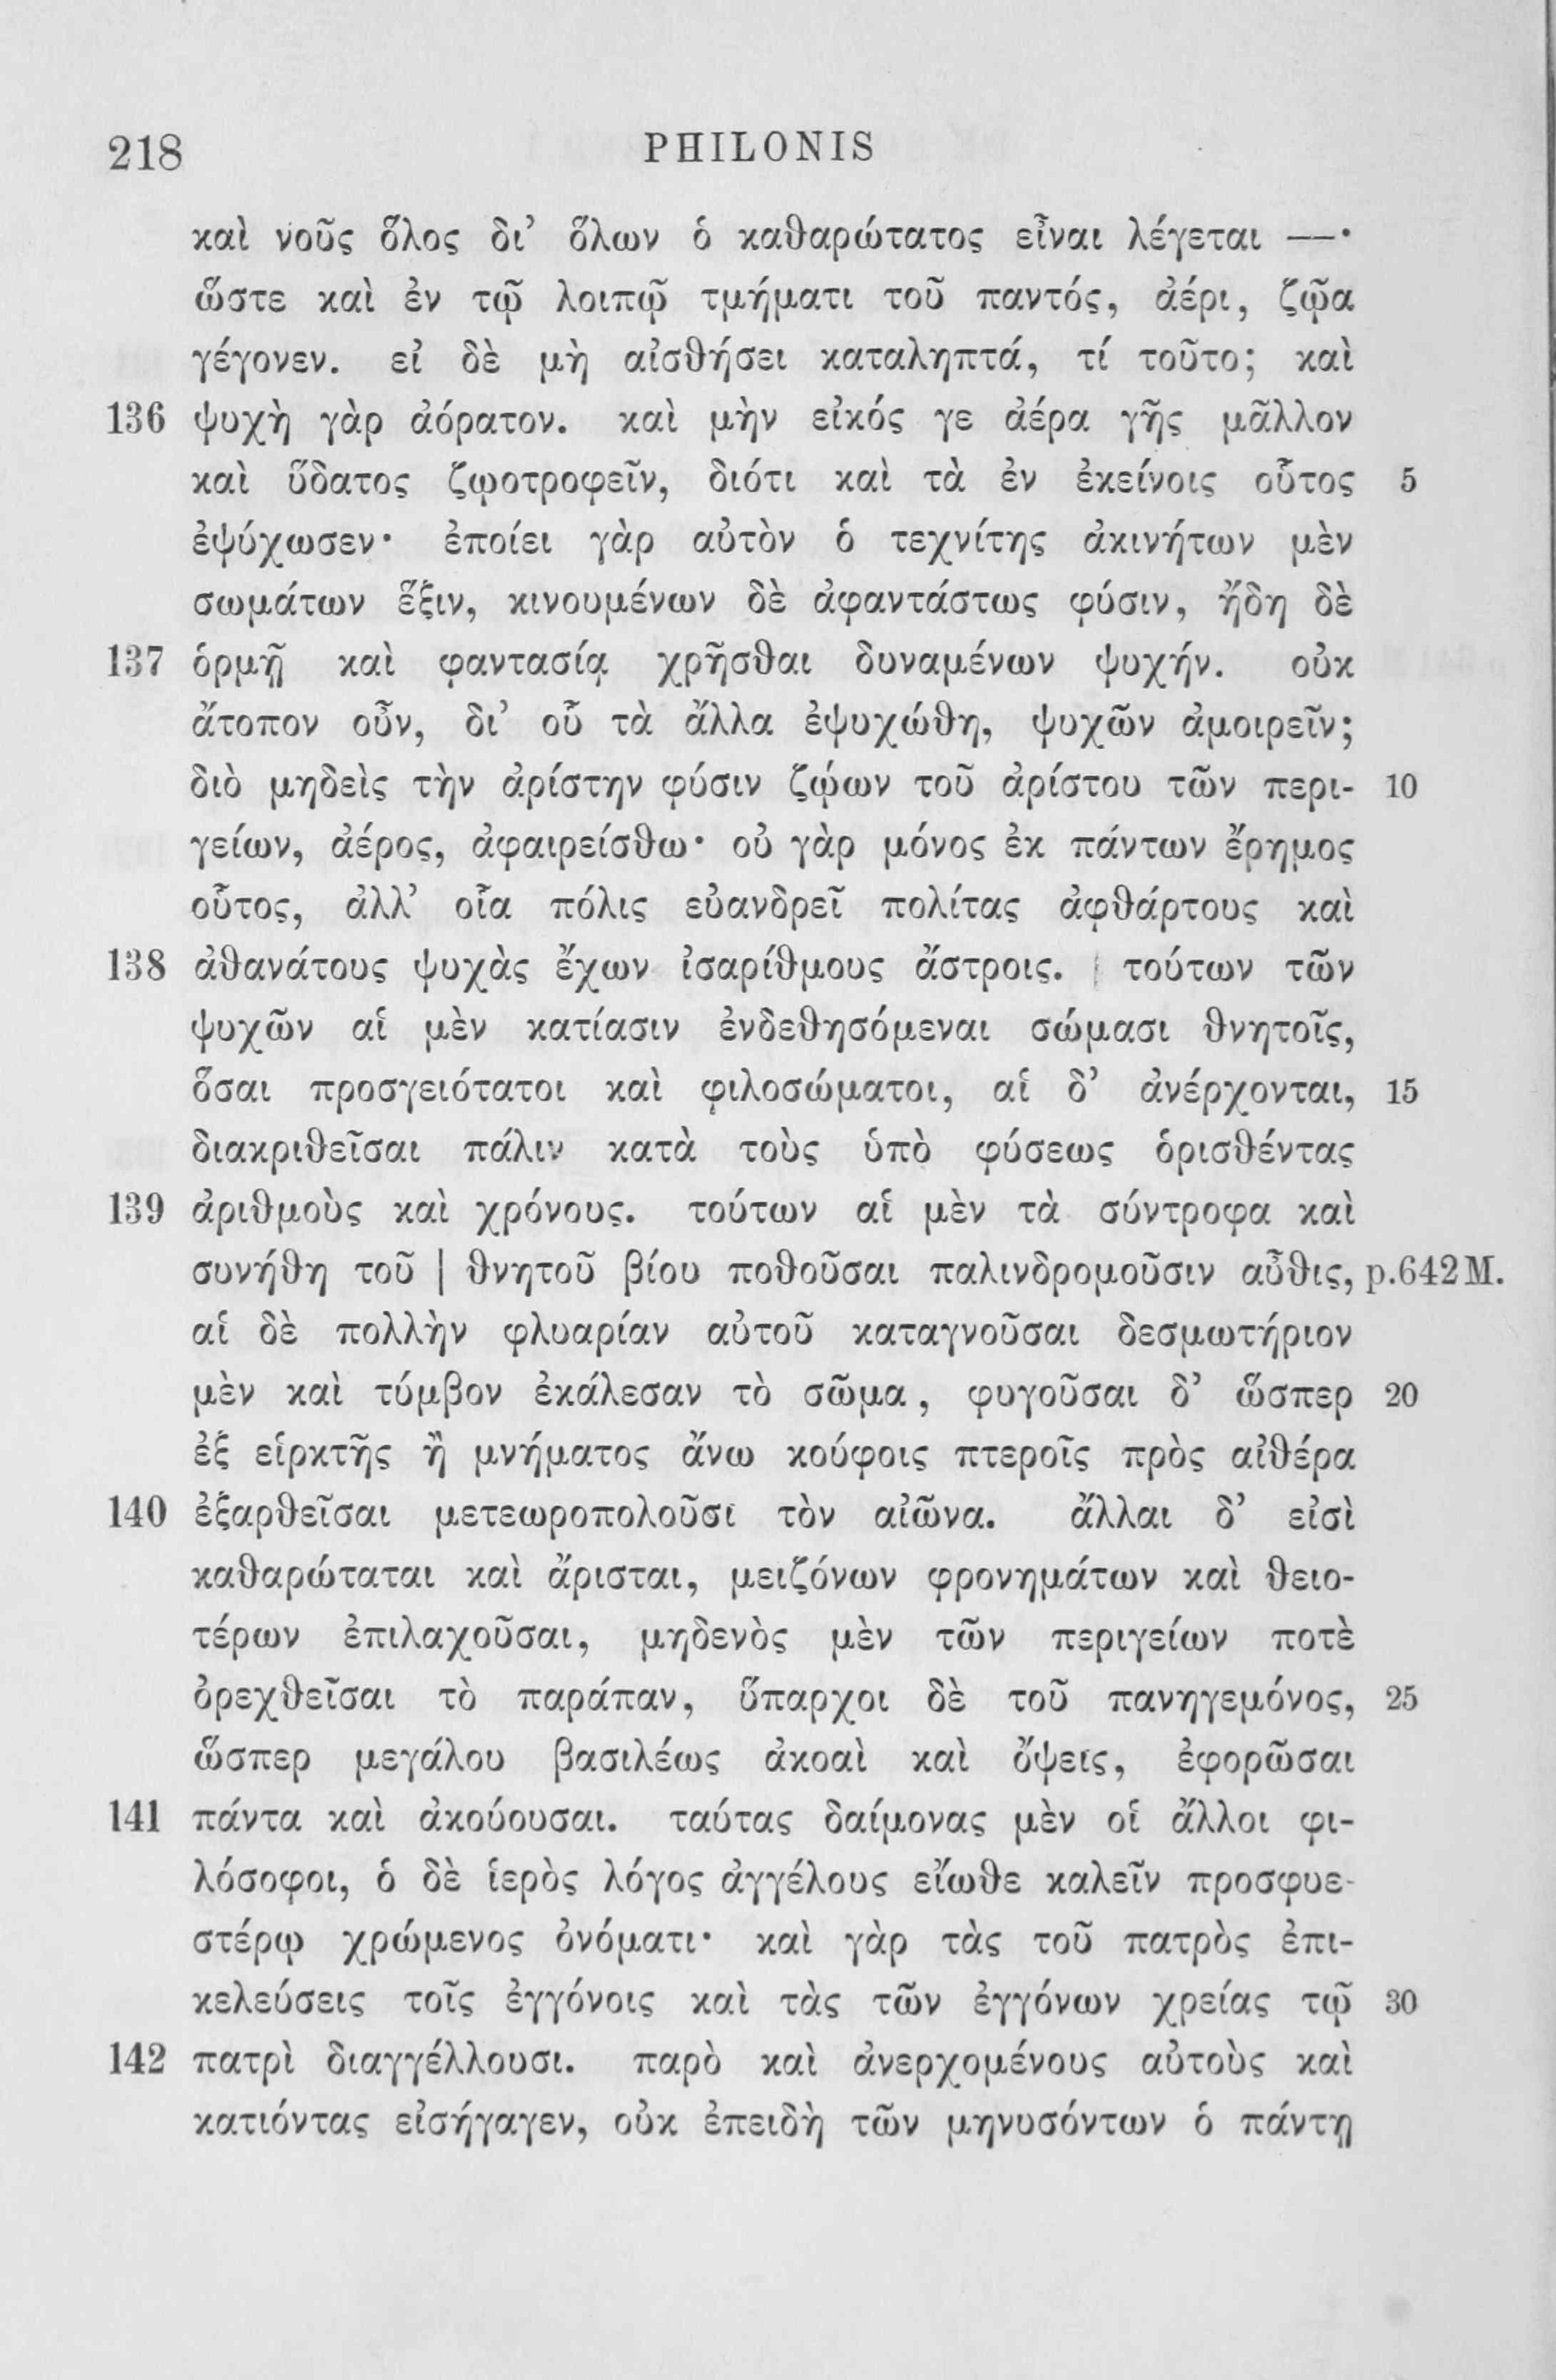 218 PHILONIS
καὶ νοῦς ὅλος δι’ ὅλων ὁ καθαρώτατος εἶναι λέγεται —·
ὥστε καὶ ἐν τῷ λοιπῷ τμήματι τοῦ παντός, ἀέρι, ζῷα
γέγονεν. εἰ δὲ μὴ αἰσθήσει καταληπτά, τί τοῦτο; καὶ
136 ψυχὴ γὰρ ἀόρατον. καὶ μὴν εἰκός γε ἀέρα γῆς μᾶλλον
καὶ ὕδατος ζῳοτροφεῖν, διότι καὶ τὰ ἐν ἐκείνοις οὗτος 5
ἐψύχωσεν· ἐποίει γὰρ αὐτὸν ὁ τεχνίτης ἀκινήτων μὲν
σωμάτων ἕξιν, κινουμένων δὲ ἀφαντάστως φύσιν, ἤδη δὲ
137 ὁρμῇ καὶ φαντασίᾳ χρῆσθαι δυναμένων ψυχήν. οὐκ
ἄτοπον οὖν, δι’ οὗ τὰ ἄλλα ἐψυχώθη, ψυχῶν ἀμοιρεῖν;
διὸ μηδεὶς τὴν ἀρίστην φύσιν ζῴων τοῦ ἀρίστου τῶν περι- 10
γείων, ἀέρος, ἀφαιρείσθω· οὐ γὰρ μόνος ἐκ πάντων ἔρημος
οὗτος, ἀλλ’ οἷα πόλις εὐανδρεῖ πολίτας ἀφθάρτους καὶ
138 ἀθανάτους ψυχὰς ἔχων ἰσαρίθμους ἄστροις. | τούτων τῶν
ψυχῶν αἱ μὲν κατίασιν ἐνδεθησόμεναι σώμασι θνητοῖς,
ὅσαι προσγειότατοι καὶ φιλοσώματοι, αἱ δ’ ἀνέρχονται, 15
διακριθεῖσαι πάλιν κατὰ τοὺς ὑπὸ φύσεως ὁρισθέντας
139 ἀριθμοὺς καὶ χρόνους. τούτων αἱ μὲν τὰ σύντροφα καὶ
συνήθη τοῦ | θνητοῦ βίου ποθοῦσαι παλινδρομοῦσιν αὖθις, p.642 M.
αἱ δὲ πολλὴν φλυαρίαν αὐτοῦ καταγνοῦσαι δεσμωτήριον
μὲν καὶ τύμβον ἐκάλεσαν τὸ σῶμα, φυγοῦσαι δ’ ὥσπερ 20
ἐξ εἱρκτῆς ἢ μνήματος ἄνω κούφοις πτεροῖς πρὸς αἰθέρα
140 ἐξαρθεῖσαι μετεωροπολοῦσι τὸν αἰῶνα. ἄλλαι δ’ εἰσὶ
καθαρώταται καὶ ἄρισται, μειζόνων φρονημάτων καὶ θειο-
τέρων ἐπιλαχοῦσαι, μηδενὸς μὲν τῶν περιγείων ποτὲ
ὀρεχθεῖσαι τὸ παράπαν, ὕπαρχοι δὲ τοῦ πανηγεμόνος, 25
ὥσπερ μεγάλου βασιλέως ἀκοαὶ καὶ ὄψεις, ἐφορῶσαι
141 πάντα καὶ ἀκούουσαι. ταύτας δαίμονας μὲν οἱ ἄλλοι φι-
λόσοφοι, ὁ δὲ ἱερὸς λόγος ἀγγέλους εἴωθε καλεῖν προσφυε-
στέρῳ χρώμενος ὀνόματι· καὶ γὰρ τὰς τοῦ πατρὸς ἐπι-
κελεύσεις τοῖς ἐγγόνοις καὶ τὰς τῶν ἐγγόνων χρείας τῷ 30
142 πατρὶ διαγγέλλουσι. παρὸ καὶ ἀνερχομένους αὐτοὺς καὶ
κατιόντας εἰσήγαγεν, οὐκ ἐπειδὴ τῶν μηνυσόντων ὁ πάντῃ